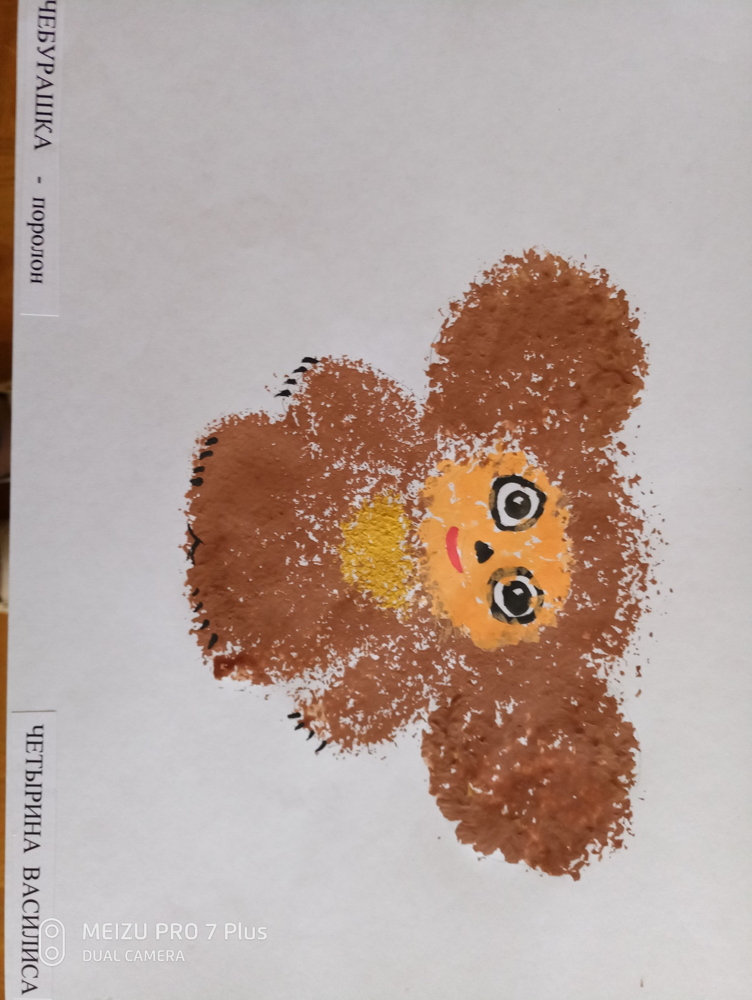 ЧЕБУРАШКА - поролон
ЧЕТЫРИНА ВАСИЛИСА
MEIZU PRO 7 Plus
DUAL CAMERA